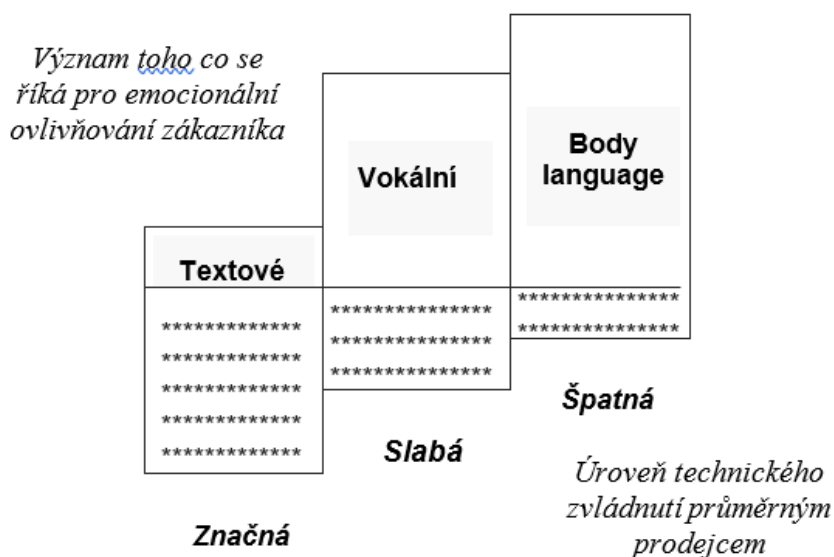 Význam toho co se
říká pro emocionální
ovlivňování zákazníka
Vokální
Body
language
Textové
*************
*************
*************
*************
*************
***************
***************
***************
***************
***************
Značná
Slabá
Špatná
Úroveň technického
zvládnutí průměrným
prodejcem